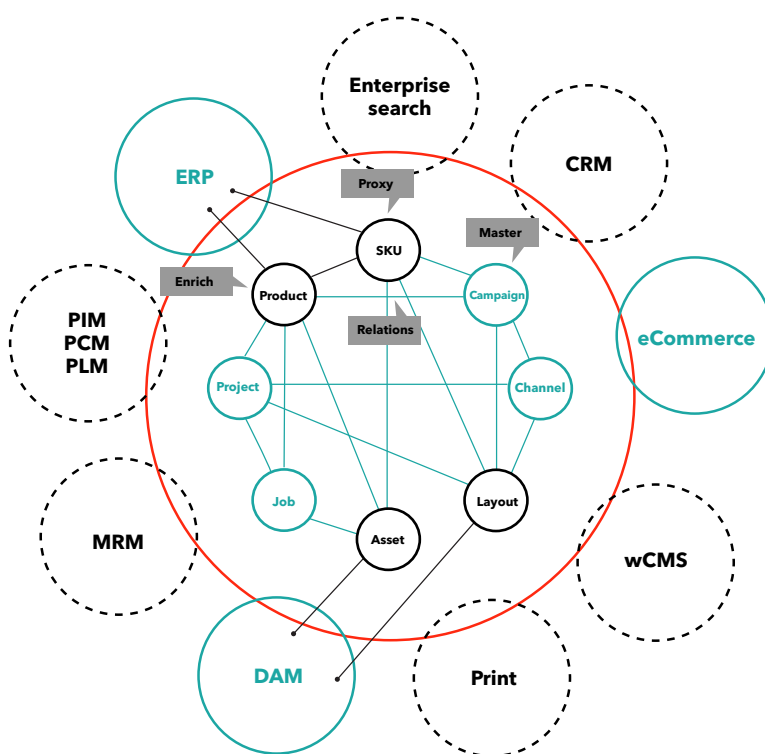 Enterprise
search
CRM
ERP
Proxy
SKU
Master
Enrich
Product
Campaign
PIM
PCM
PLM
Relations
eCommerce
Project
Channel
Job
Layout
Asset
MRM
wCMS
DAM
Print